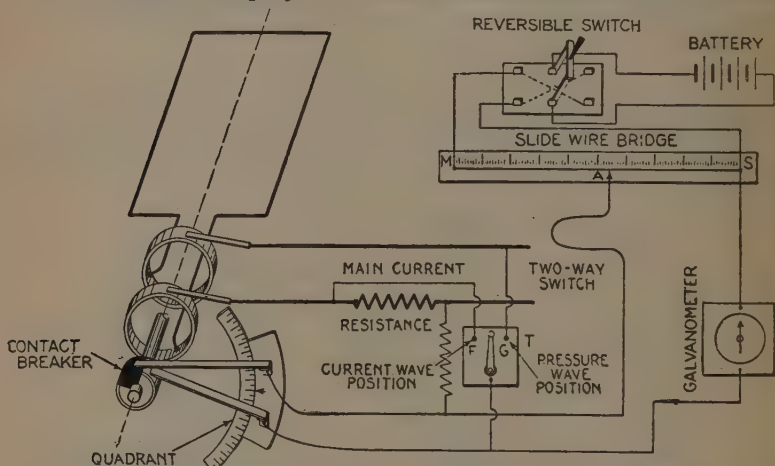 REVERSIBLE SWITCH
BATTERY
SLIDE WIRE BRIDGE
M
S
A
MAIN CURRENT
TWO-WAY
SWITCH
RESISTANCE
F
G
T
CONTACT
BREAKER
CURRENT WAVE
POSITION
PRESSURE
WAVE
POSITION
GALVANOMETER
QUADRANT